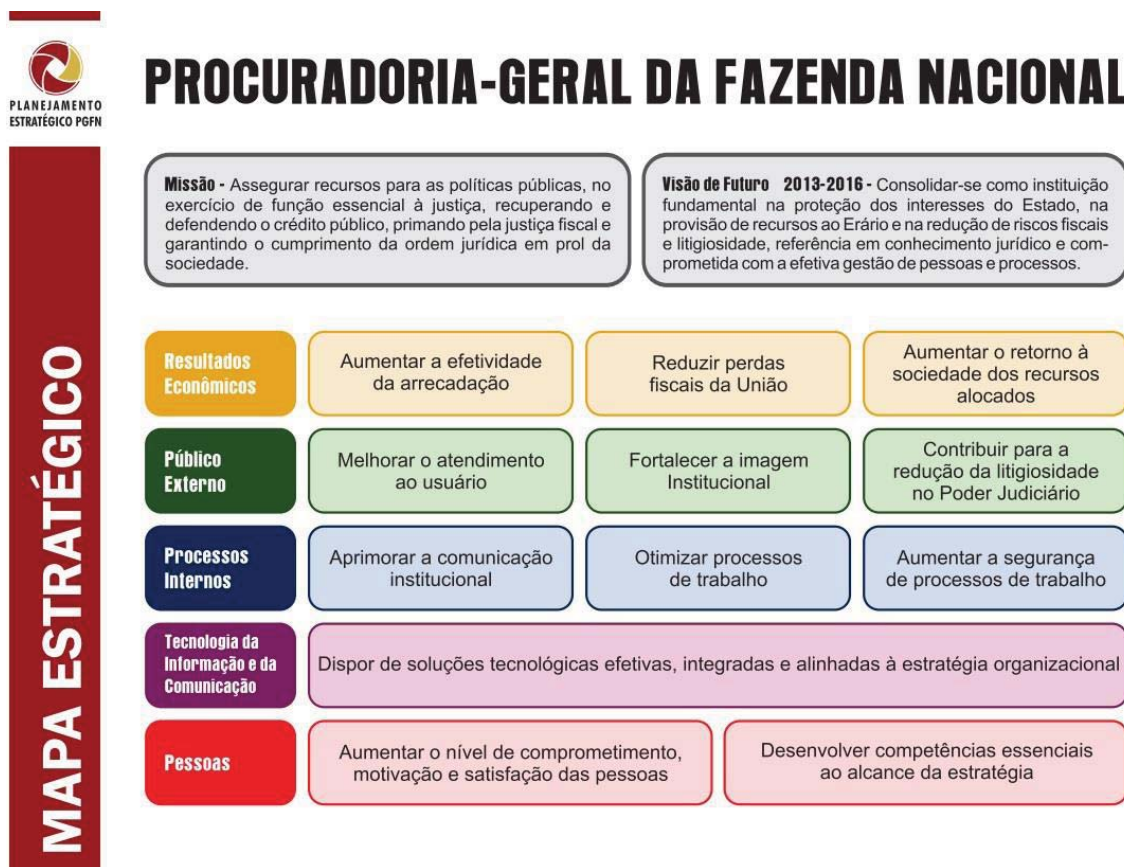 PLANEJAMENTO
ESTRATÉGICO PGFN
PROCURADORIA-GERAL DA FAZENDA NACIONAL
MAPA ESTRATÉGICO
Missão - Assegurar recursos para as políticas públicas, no
exercício de função essencial à justiça, recuperando e
defendendo o crédito público, primando pela justiça fiscal e
garantindo o cumprimento da ordem jurídica em prol da
sociedade.
Visão de Futuro 2013-2016 - Consolidar-se como instituição
fundamental na proteção dos interesses do Estado, na
provisão de recursos ao Erário e na redução de riscos fiscais
e litigiosidade, referência em conhecimento jurídico e com-
prometida com a efetiva gestão de pessoas e processos.
Resultados
Econômicos
Aumentar a efetividade
da arrecadação
Reduzir perdas
fiscais da União
Aumentar o retorno à
sociedade dos recursos
alocados
Público
Externo
Melhorar o atendimento
ao usuário
Fortalecer a imagem
Institucional
Contribuir para a
redução da litigiosidade
no Poder Judiciário
Processos
Internos
Aprimorar a comunicação
institucional
Otimizar processos
de trabalho
Aumentar a segurança
de processos de trabalho
Tecnologia da
Informação e da
Comunicação
Dispor de soluções tecnológicas efetivas, integradas e alinhadas à estratégia organizacional
Pessoas
Aumentar o nível de comprometimento,
motivação e satisfação das pessoas
Desenvolver competências essenciais
ao alcance da estratégia